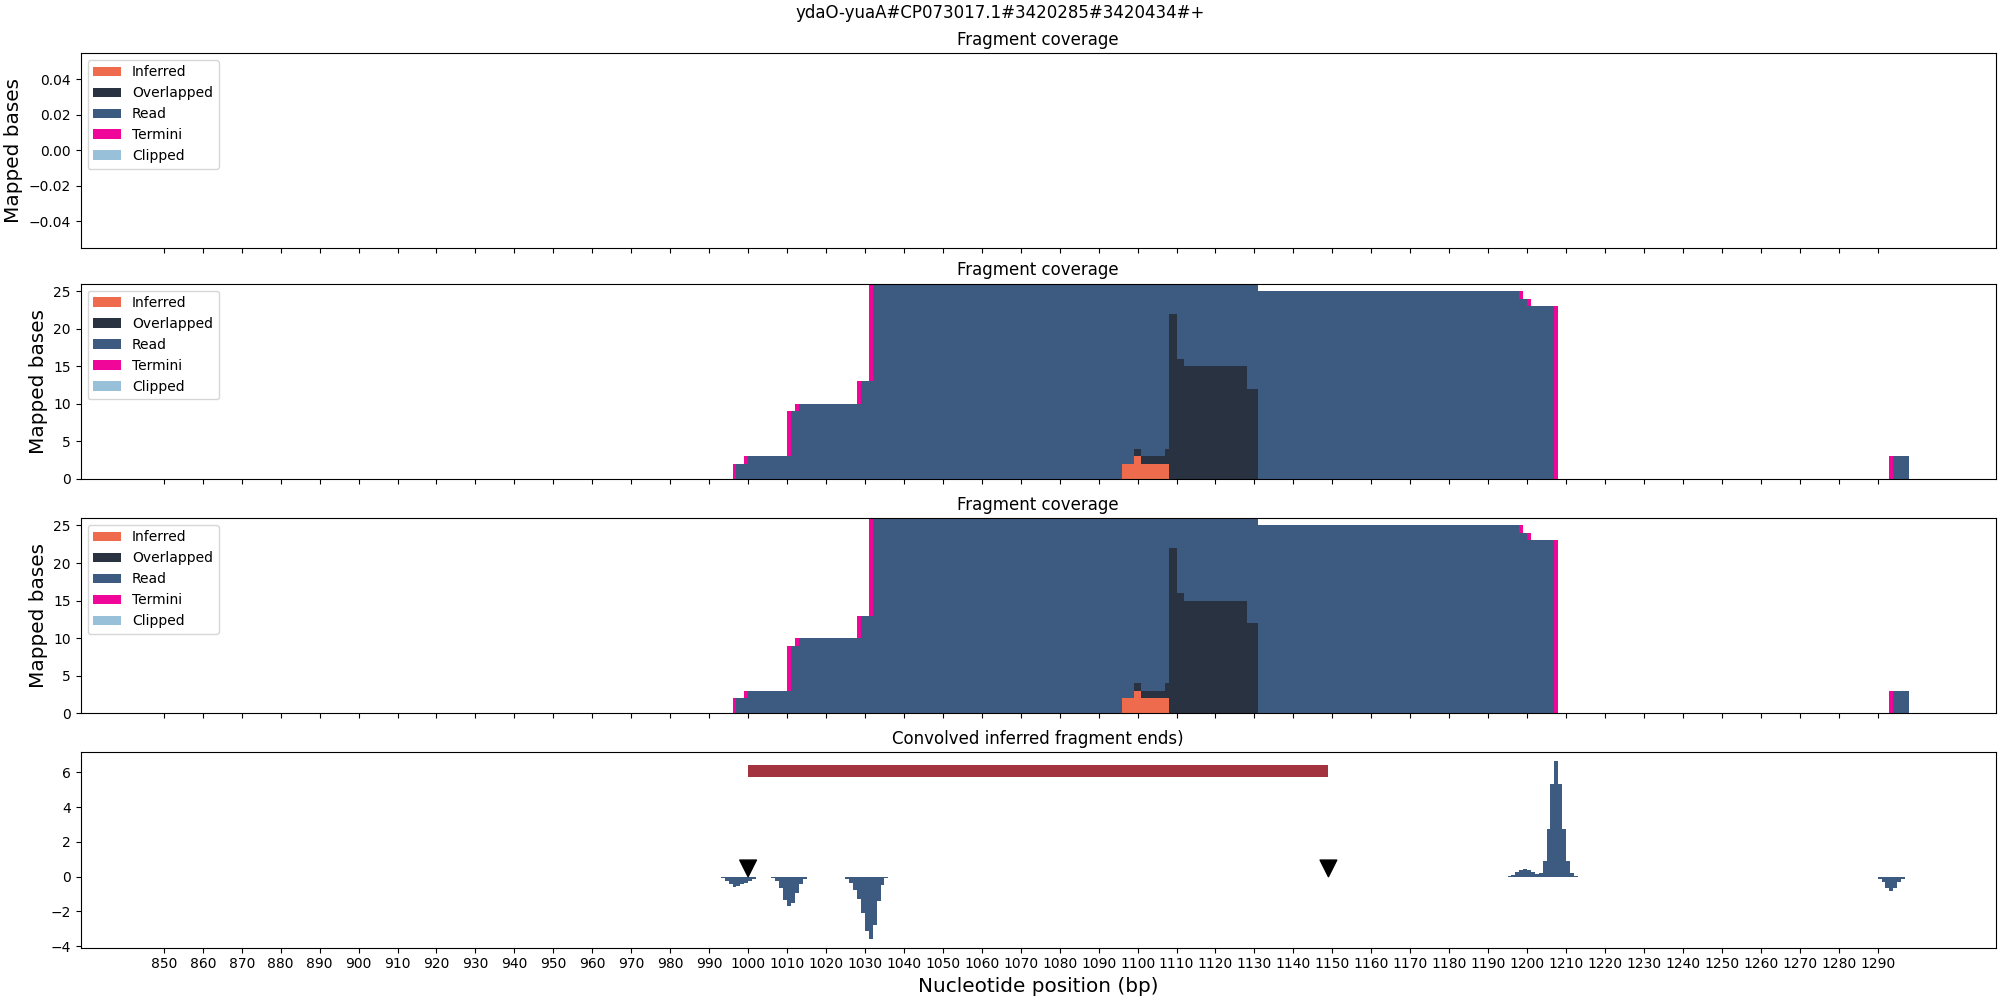 ydaO-yuaA#CP073017.1#3420285#3420434#+
Fragment coverage
Mapped bases
0.04
0.02
0.00
−0.02
−0.04
Inferred
Overlapped
Read
Termini
Clipped
Fragment coverage
Mapped bases
25
20
15
10
5
0
Inferred
Overlapped
Read
Termini
Clipped
Fragment coverage
Mapped bases
25
20
15
10
5
0
Inferred
Overlapped
Read
Termini
Clipped
Convolved inferred fragment ends)
6
4
2
0
−2
−4
850 860 870 880 890 900 910 920 930 940 950 960 970 980 990 1000 1010 1020 1030 1040 1050 1060 1070 1080 1090 1100 1110 1120 1130 1140 1150 1160 1170 1180 1190 1200 1210 1220 1230 1240 1250 1260 1270 1280 1290
Nucleotide position (bp)